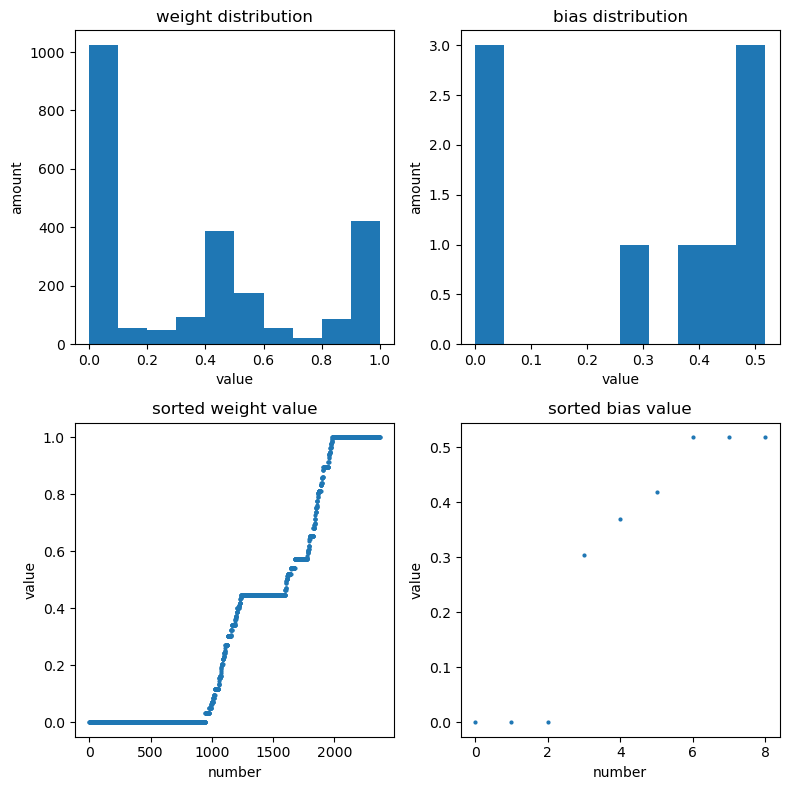 weight distribution
amount
1000
800
600
400
200
0
0.0 0.2 0.4 0.6 0.8 1.0
value
bias distribution
amount
3.0
2.5
2.0
1.5
1.0
0.5
0.0
0.0 0.1 0.2 0.3 0.4 0.5
value
sorted weight value
value
1.0
0.8
0.6
0.4
0.2
0.0
0 500 1000 1500 2000
number
sorted bias value
value
0.5
0.4
0.3
0.2
0.1
0.0
0 2 4 6 8
number